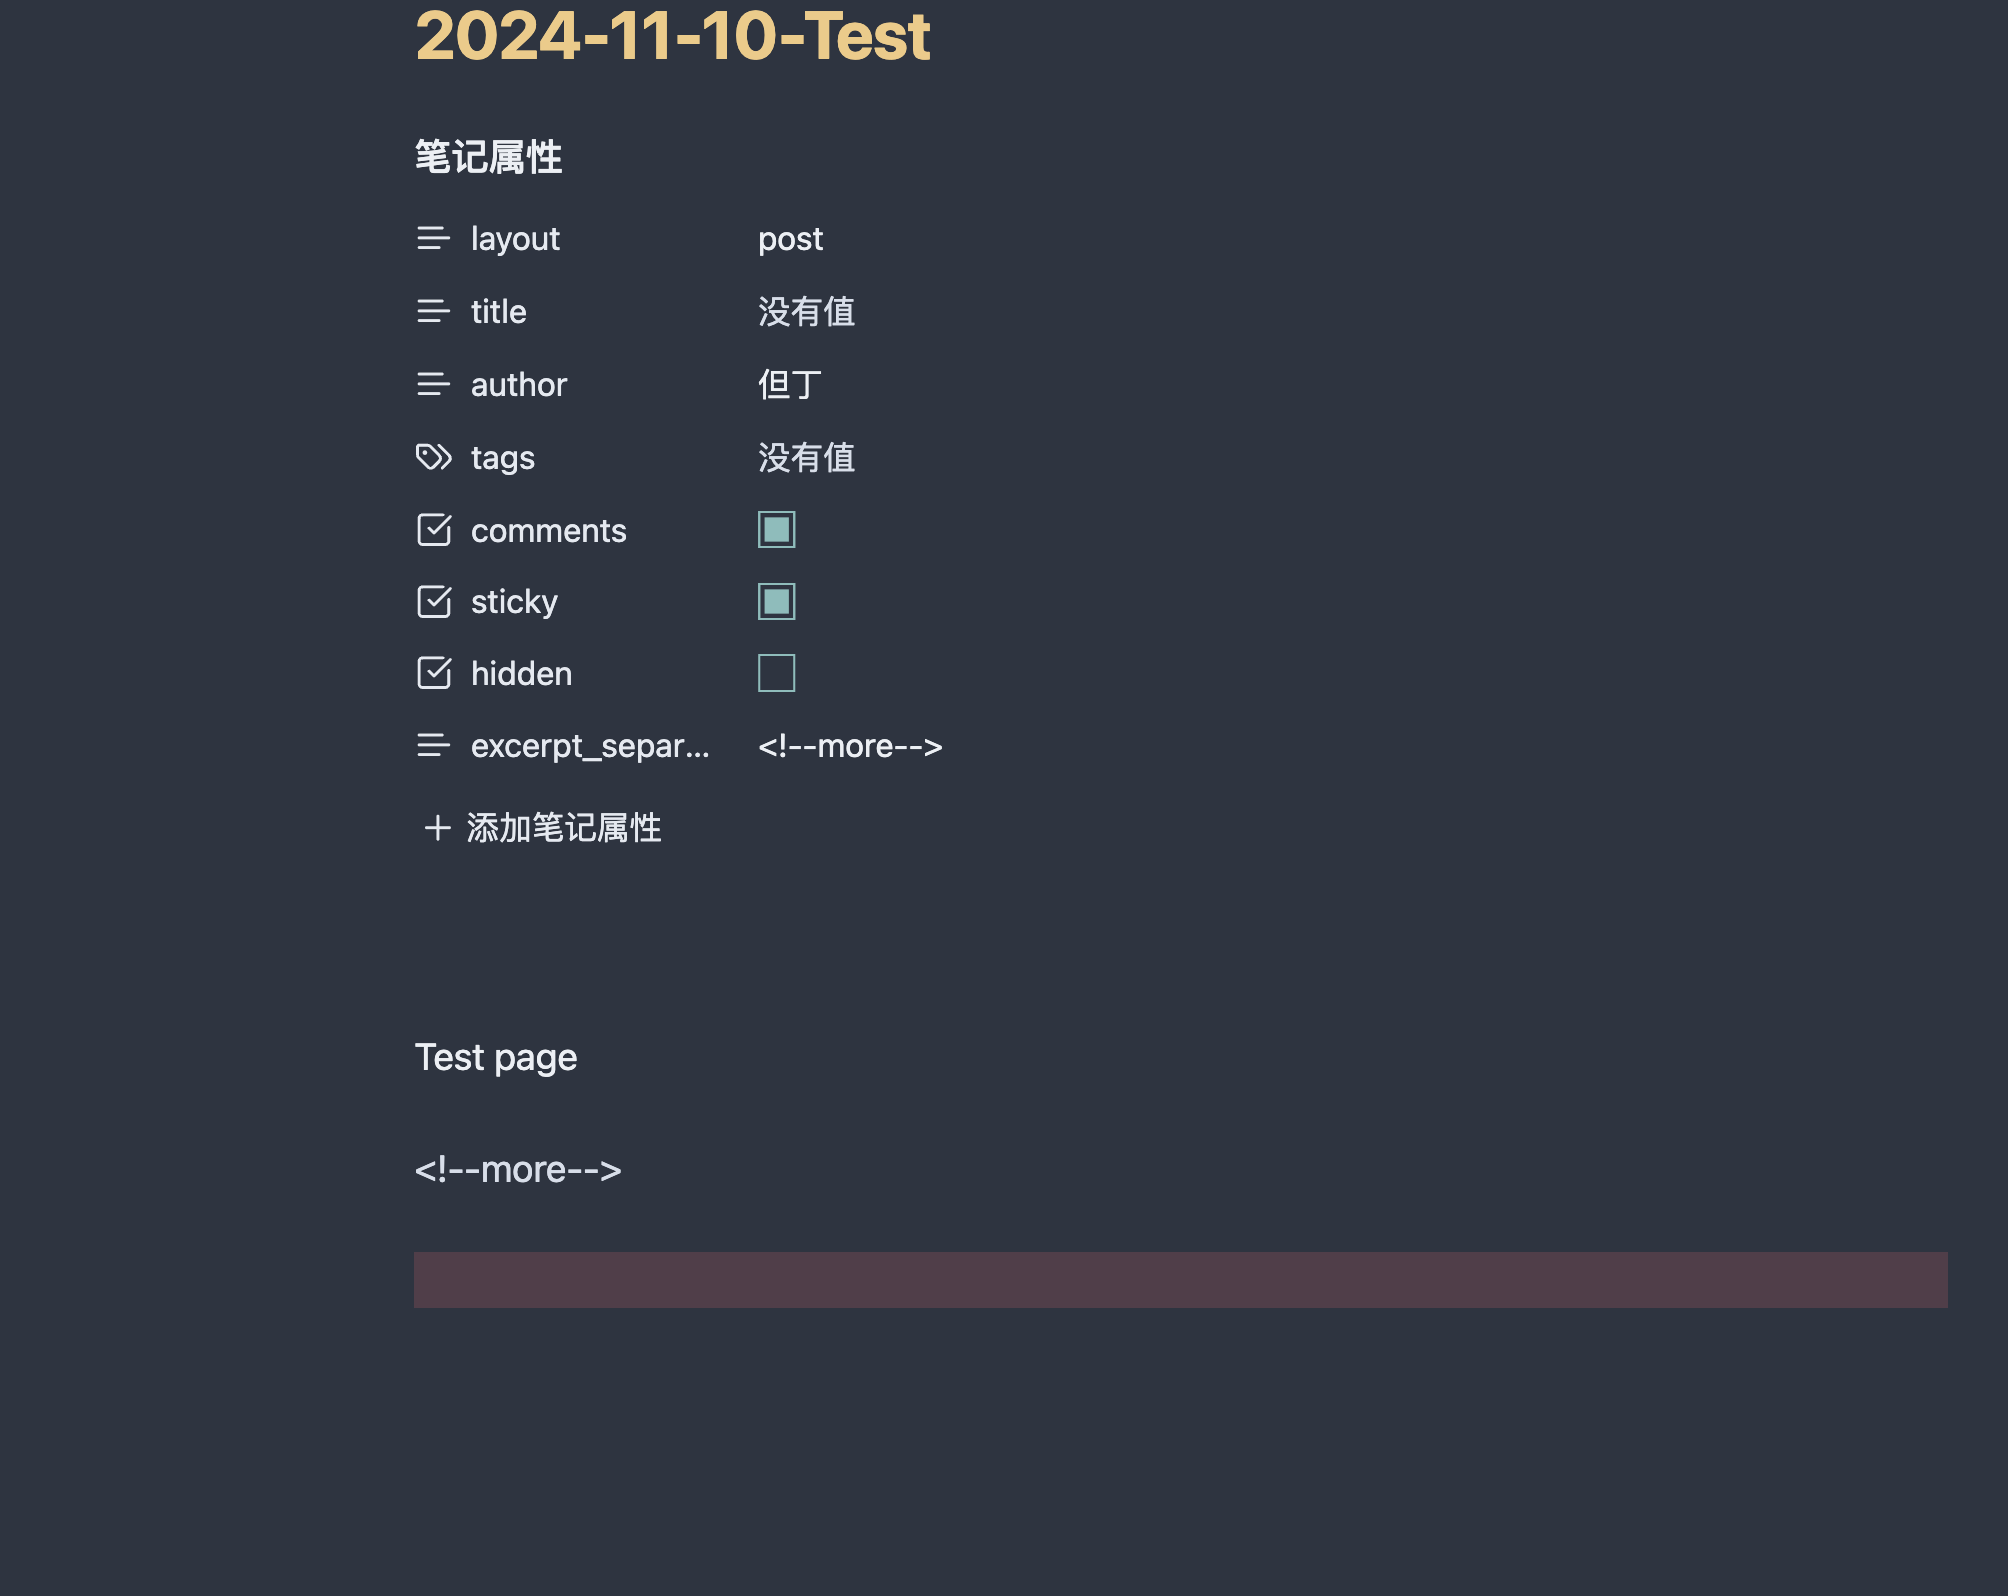 2024-11-10-Test
笔记属性
layout post
title 没有值
author 但丁
tags 没有值
comments
sticky
hidden
excerpt_separ... <!--more-->
添加笔记属性
Test page
<!--more-->